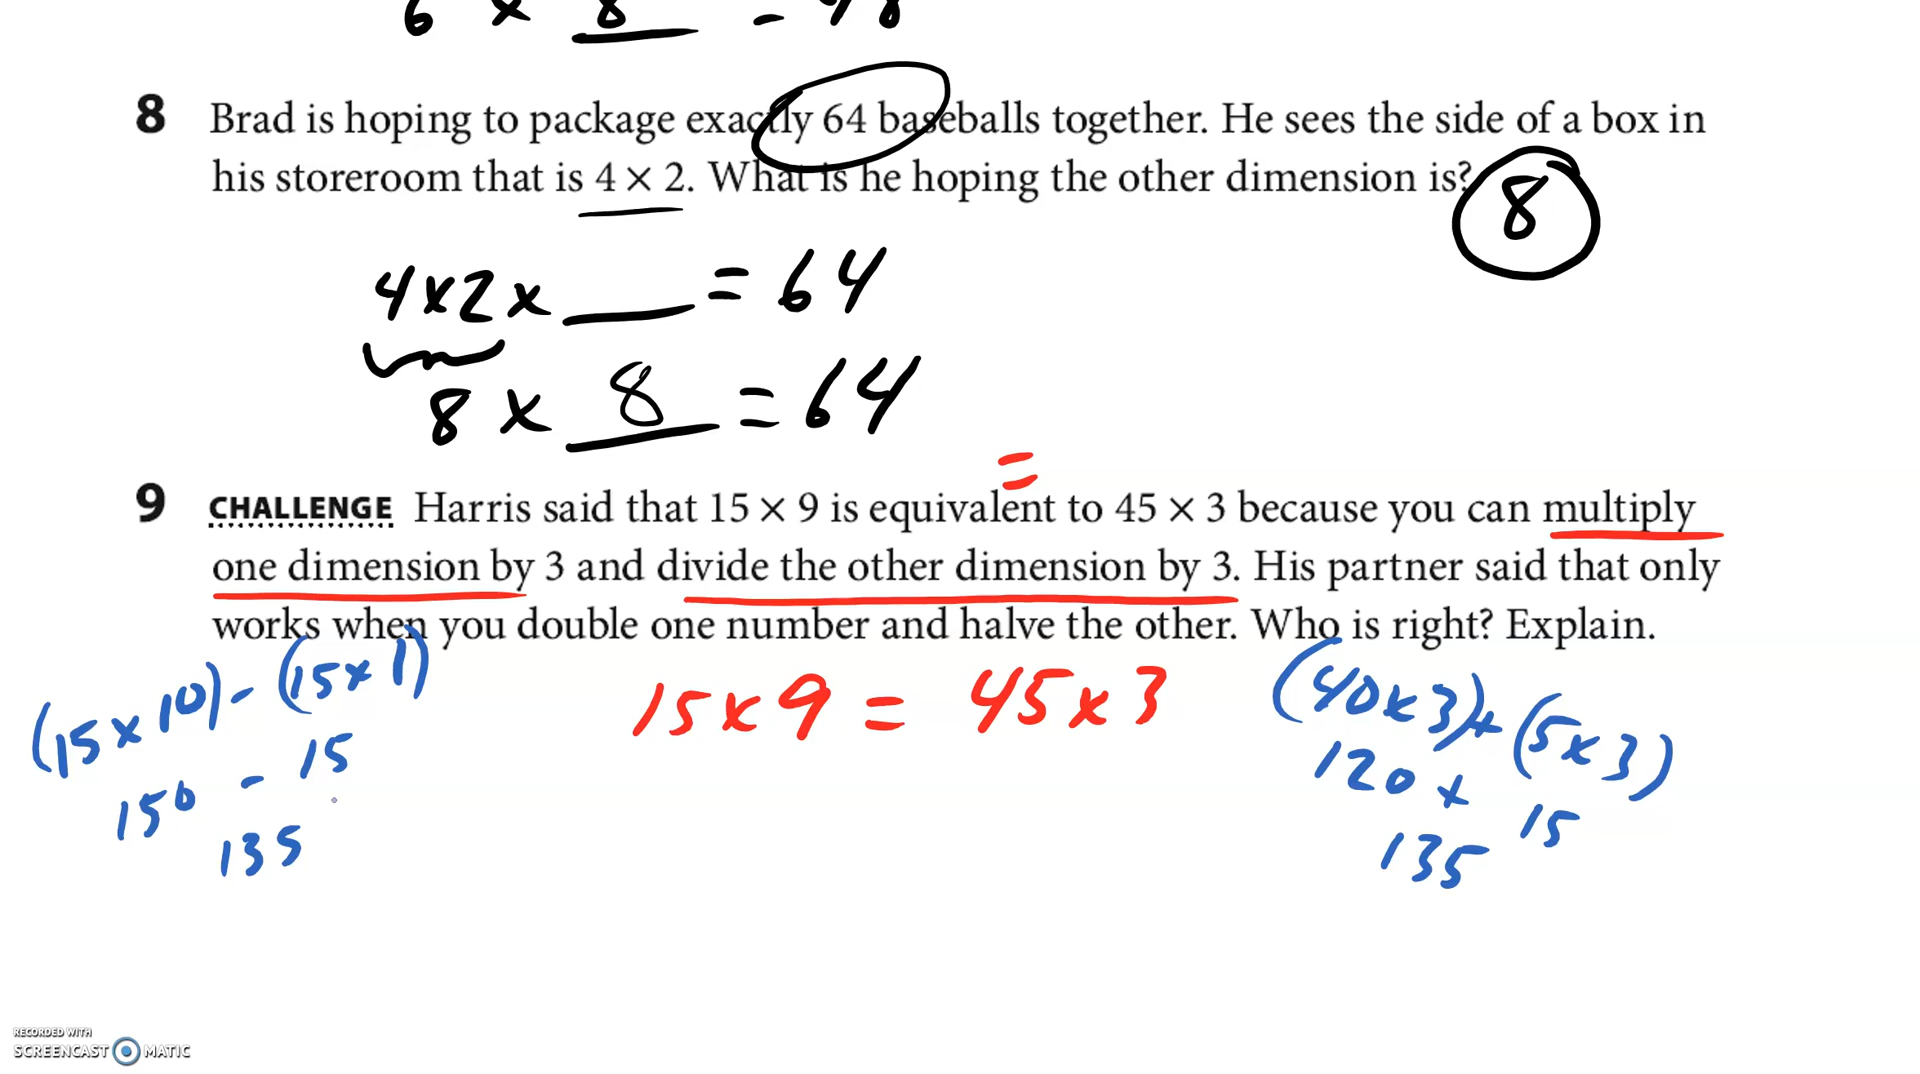 6 × 8 = 48
8 Brad is hoping to package exactly 64 baseballs together. He sees the side of a box in
his storeroom that is 4 × 2. What is he hoping the other dimension is?
8
4 × 2 × ___ = 64
8 × 8 = 64
=
9 CHALLENGE Harris said that 15 × 9 is equivalent to 45 × 3 because you can multiply
one dimension by 3 and divide the other dimension by 3. His partner said that only
works when you double one number and halve the other. Who is right? Explain.
(15 × 10) - (15 × 1)
150 - 15
135
15 × 9 = 45 × 3
(40 × 3) + (5 × 3)
120 + 15
135
RECORDED WITH
SCREENCAST MATIC